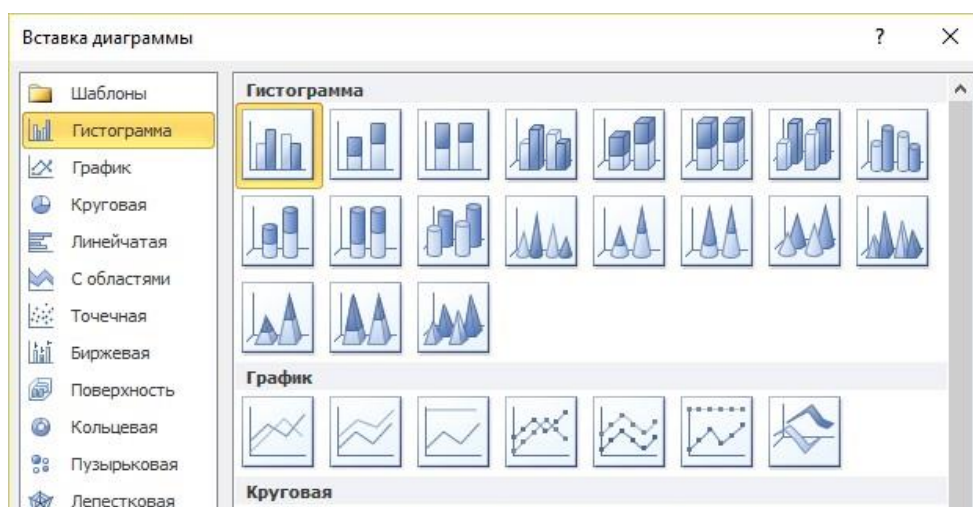 Вставка диаграммы
?
Шаблоны
Гистограмма
График
Круговая
Линейчатая
С областями
Точечная
Биржевая
Поверхность
Кольцевая
Пузырьковая
Лепестковая
Гистограмма
График
Круговая